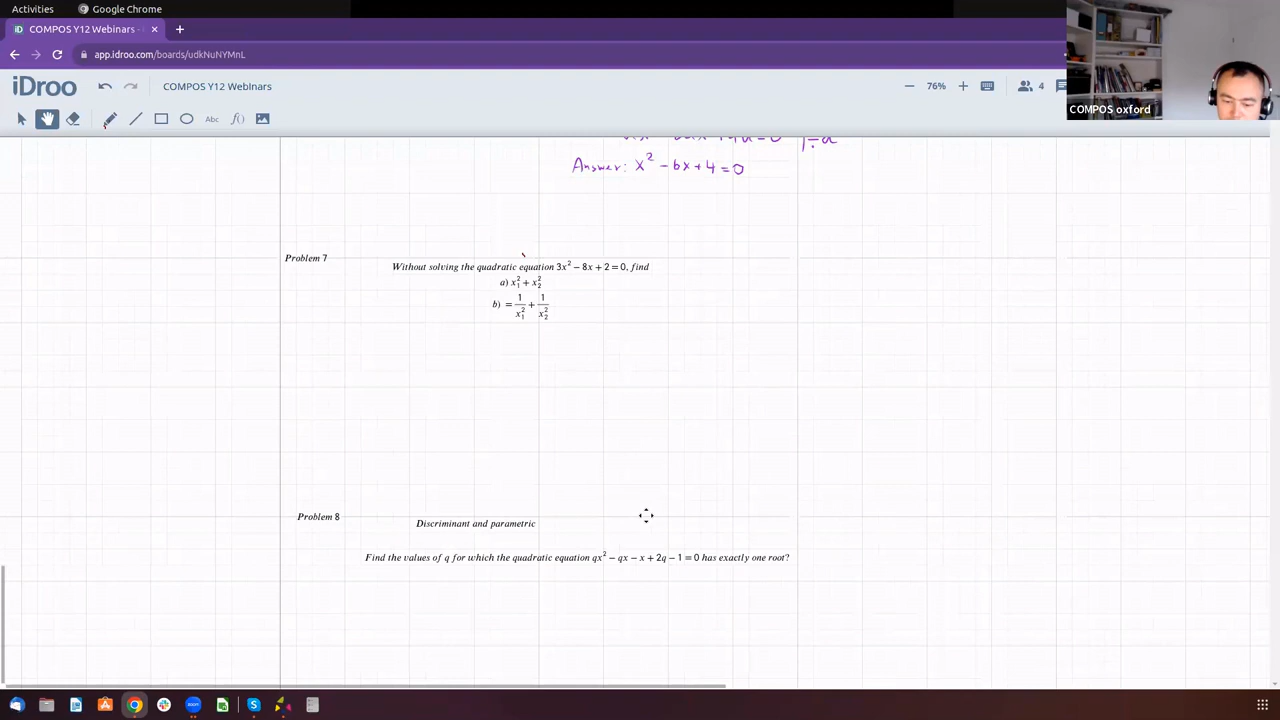 Activities
Google Chrome
COMPOS Y12 Webinars -
app.idroo.com/boards/udkNuNYMnL
iDroo
COMPOS Y12 WebInars
76%
4
COMPOS oxford
Abc
f()
Answer: x² − 6x + 4 = 0
Problem 7
Without solving the quadratic equation 3x² − 8x + 2 = 0, find
a) x₁² + x₂²
b) = 1/x₁² + 1/x₂²
Problem 8
Discriminant and parametric
Find the values of q for which the quadratic equation qx² − qx − x + 2q − 1 = 0 has exactly one root?